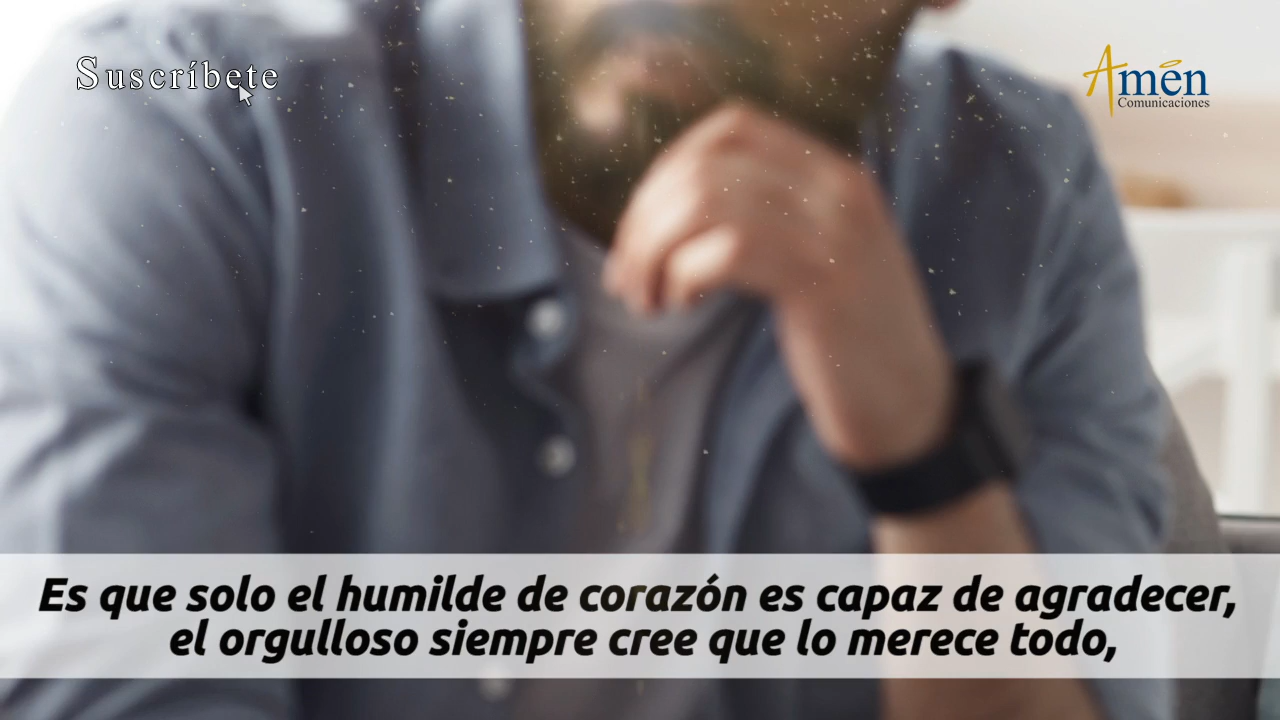 Suscríbete
Amén
Comunicaciones
Es que solo el humilde de corazón es capaz de agradecer,
el orgulloso siempre cree que lo merece todo,